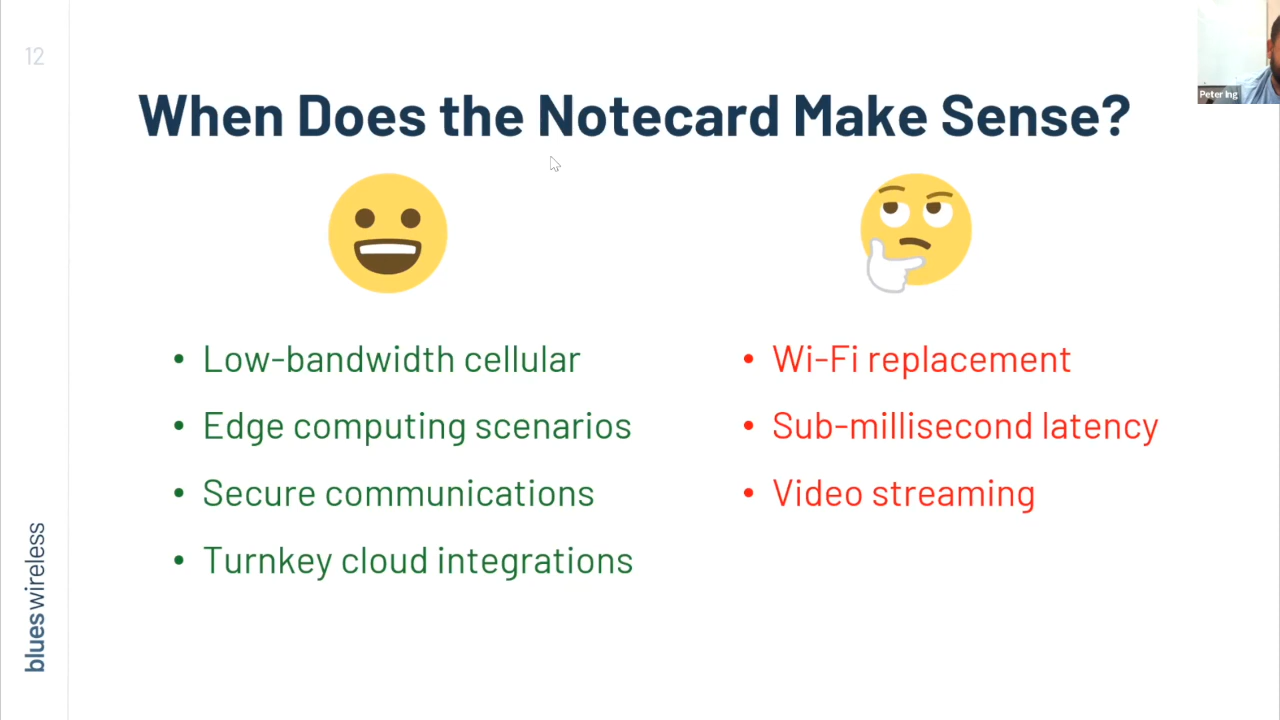 12
Peter Ing
When Does the Notecard Make Sense?
• Low-bandwidth cellular
• Edge computing scenarios
• Secure communications
• Turnkey cloud integrations
• Wi-Fi replacement
• Sub-millisecond latency
• Video streaming
blues wireless